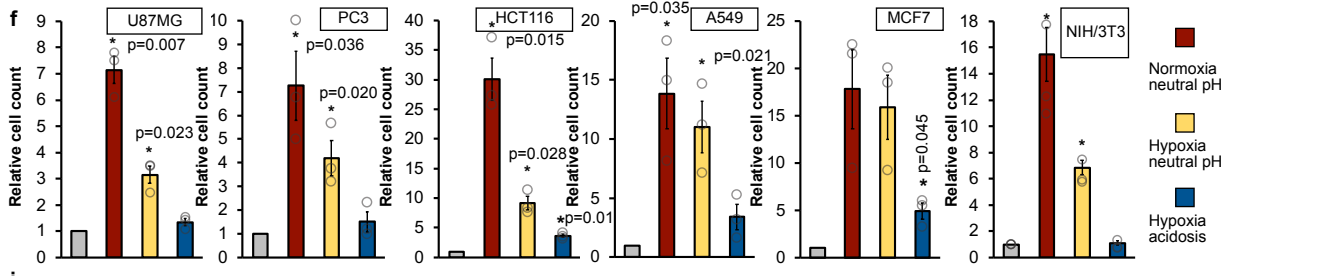 f
U87MG
Relative cell count
9
8
7
6
5
4
3
2
1
0
*
p=0.007
p=0.023
*
PC3
Relative cell count
10
9
8
7
6
5
4
3
2
1
0
*
p=0.036
p=0.020
*
HCT116
Relative cell count
40
35
30
25
20
15
10
5
0
*
p=0.015
p=0.028
*
*p=0.01
A549
Relative cell count
20
15
10
5
0
p=0.035
*
*
p=0.021
MCF7
Relative cell count
25
20
15
10
5
0
* p=0.045
NIH/3T3
Relative cell count
18
16
14
12
10
8
6
4
2
0
*
*
Normoxia
neutral pH
Hypoxia
neutral pH
Hypoxia
acidosis